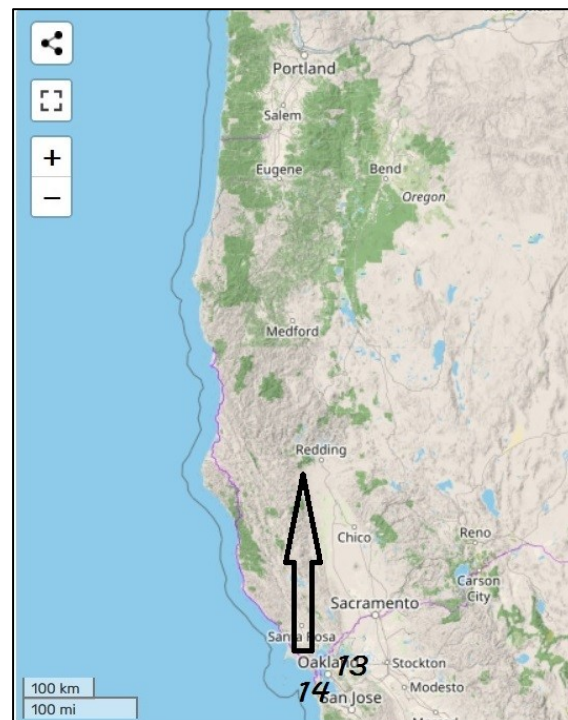 Portland
Salem
+
−
Eugene
Bend
Oregon
Medford
Redding
Chico
Reno
Carson
City
Sacramento
Santa Rosa
Oakland
13
Stockton
14
San Jose
Modesto
100 km
100 mi